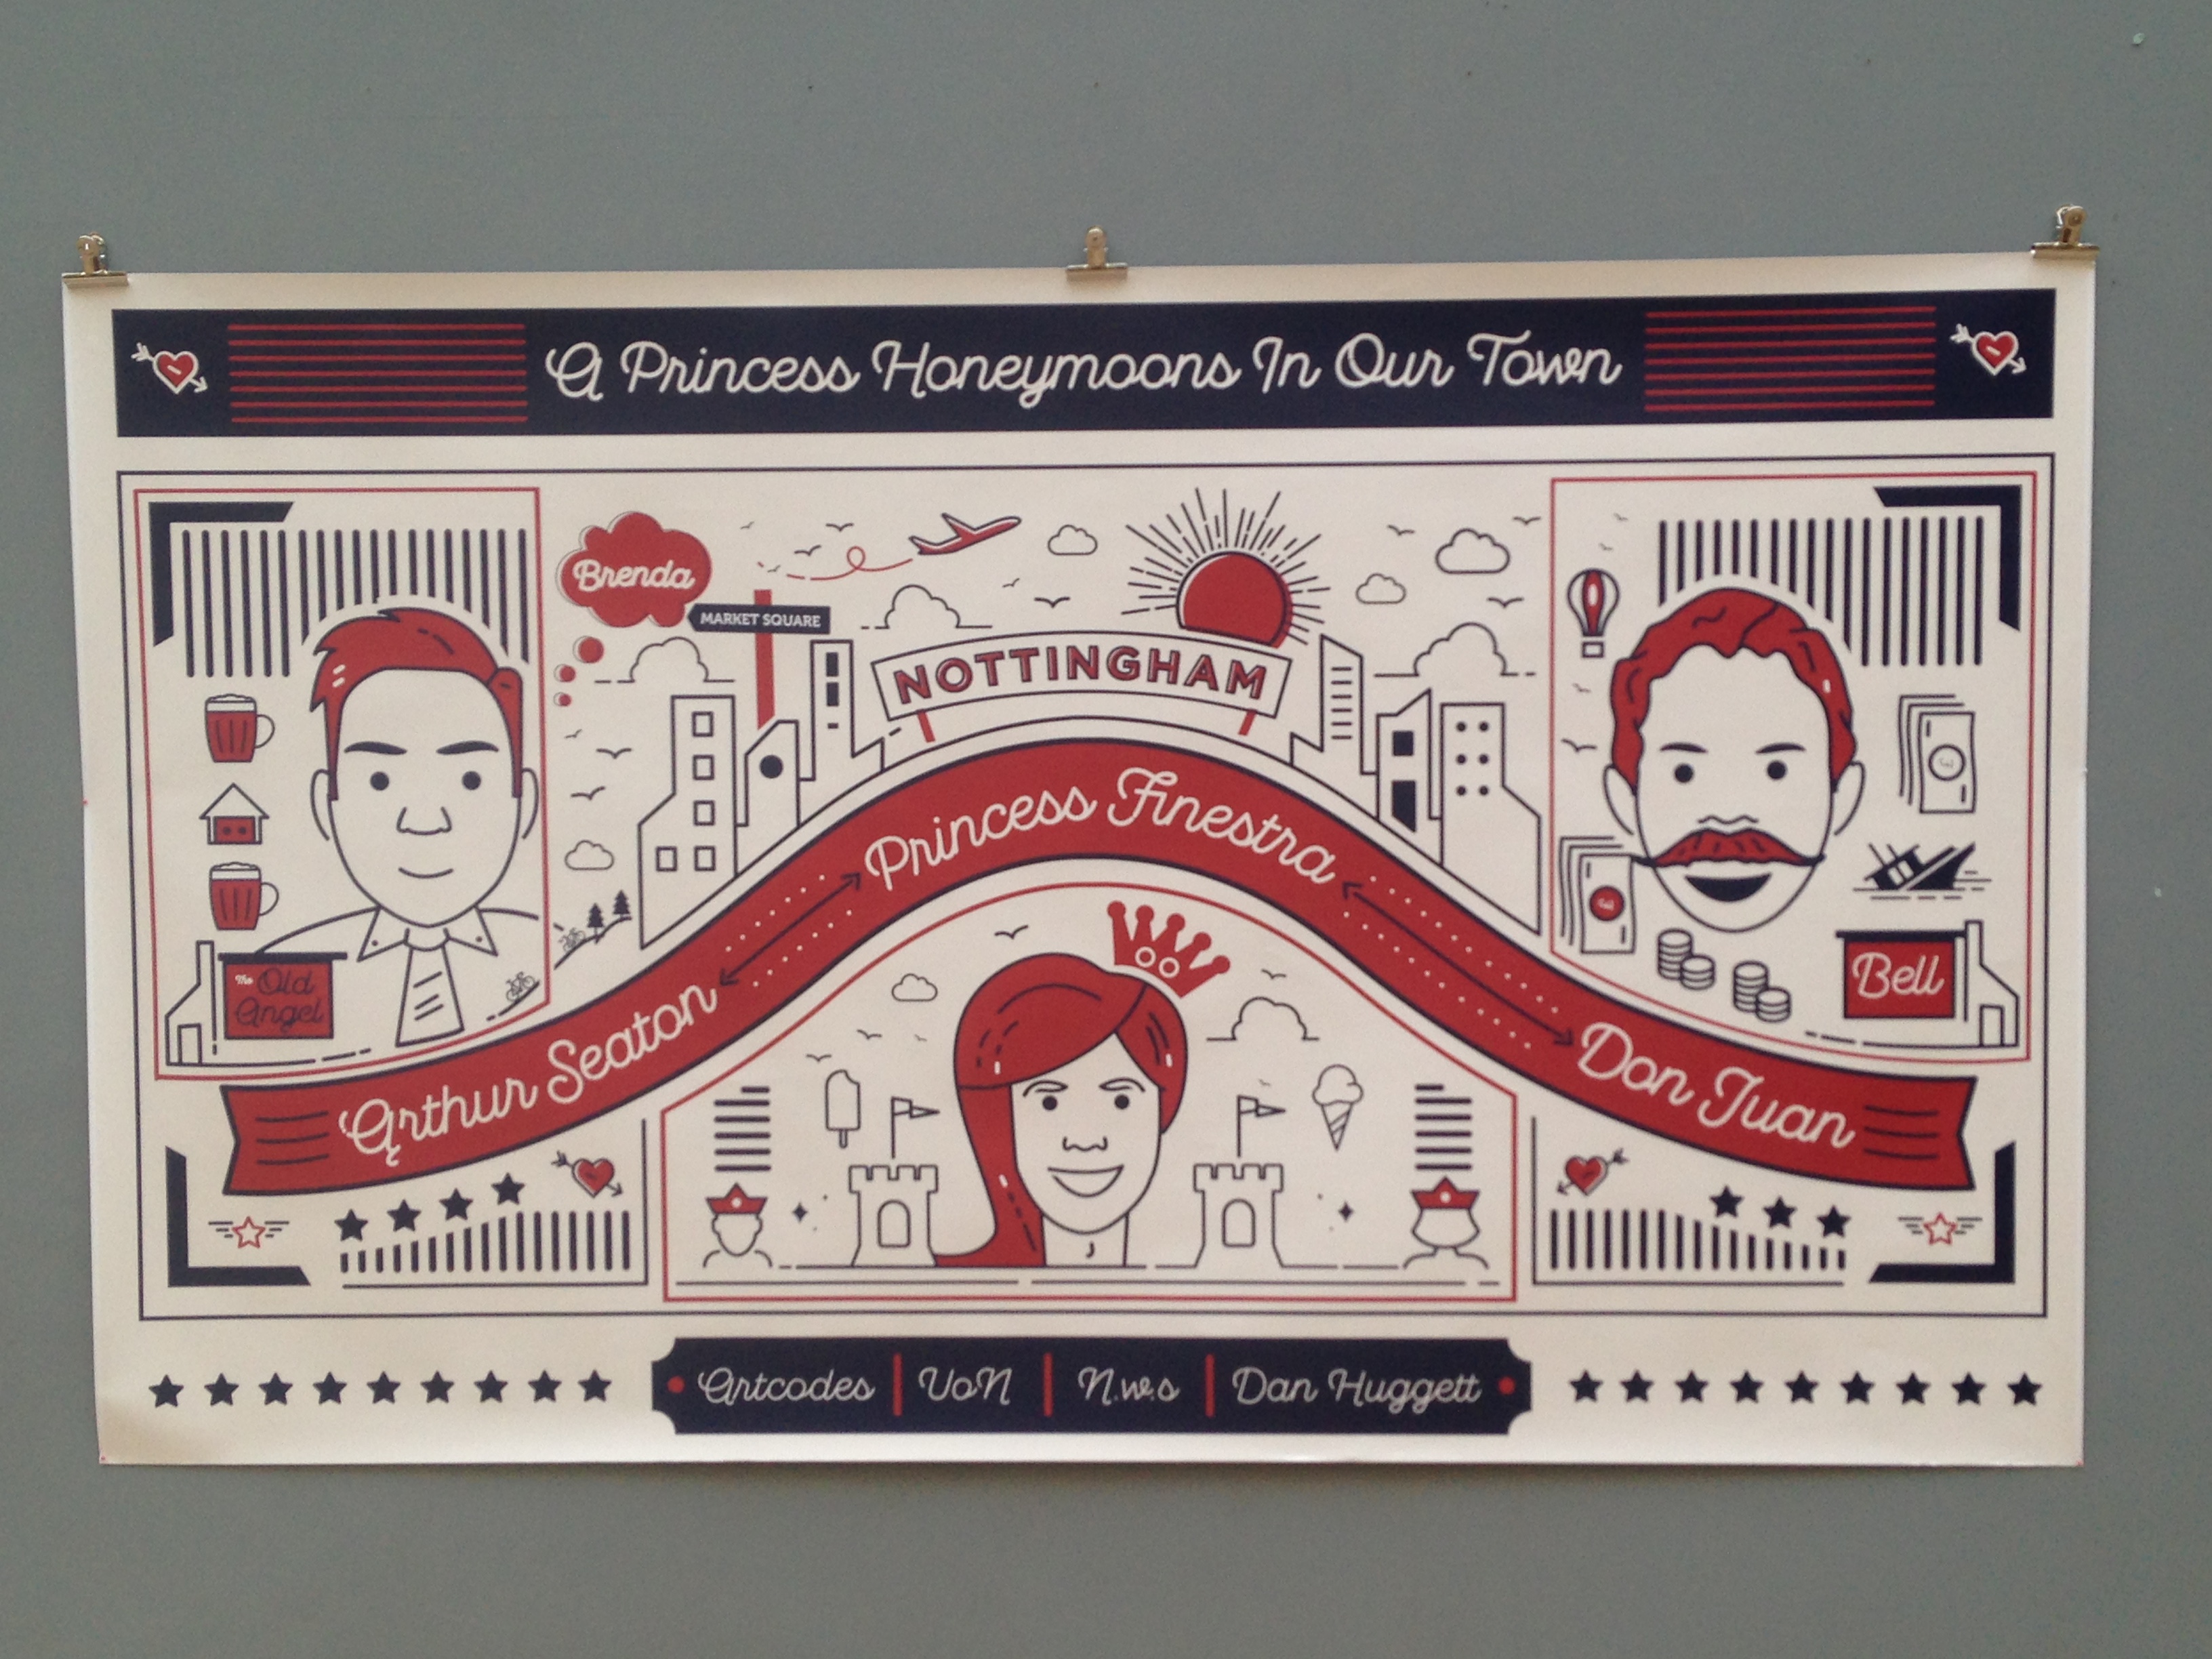 A Princess Honeymoons In Our Town
Brenda
MARKET SQUARE
NOTTINGHAM
Princess Finestra
The Old
Angel
Bell
Arthur Seaton
Don Juan
Artcodes | VoN | N.w.s | Dan Huggett